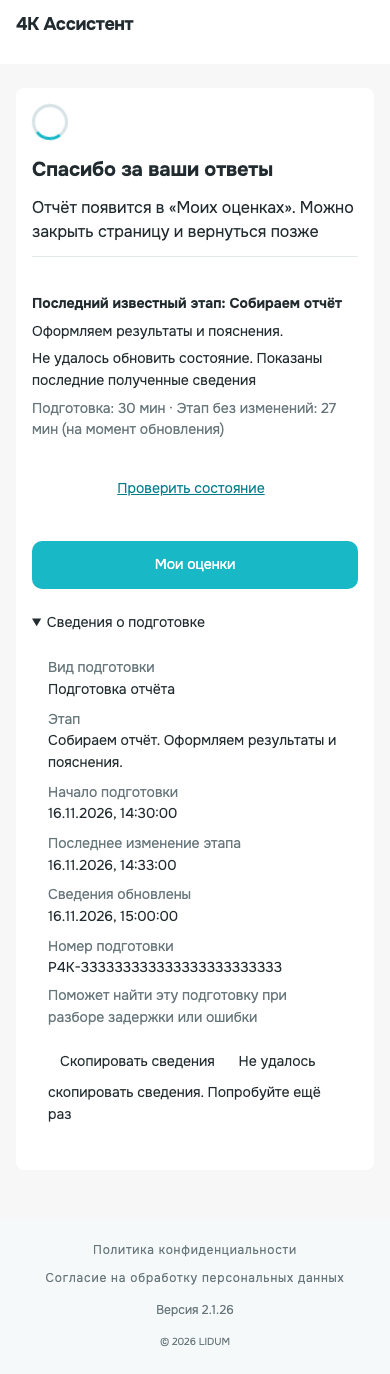 4K Ассистент
Спасибо за ваши ответы
Отчёт появится в «Моих оценках». Можно
закрыть страницу и вернуться позже
Последний известный этап: Собираем отчёт
Оформляем результаты и пояснения.
Не удалось обновить состояние. Показаны
последние полученные сведения
Подготовка: 30 мин · Этап без изменений: 27
мин (на момент обновления)
Проверить состояние
Мои оценки
▼ Сведения о подготовке
Вид подготовки
Подготовка отчёта
Этап
Собираем отчёт. Оформляем результаты и
пояснения.
Начало подготовки
16.11.2026, 14:30:00
Последнее изменение этапа
16.11.2026, 14:33:00
Сведения обновлены
16.11.2026, 15:00:00
Номер подготовки
P4K-333333333333333333333333
Поможет найти эту подготовку при
разборе задержки или ошибки
Скопировать сведения Не удалось
скопировать сведения. Попробуйте ещё
раз
Политика конфиденциальности
Согласие на обработку персональных данных
Версия 2.1.26
© 2026 LIDUM